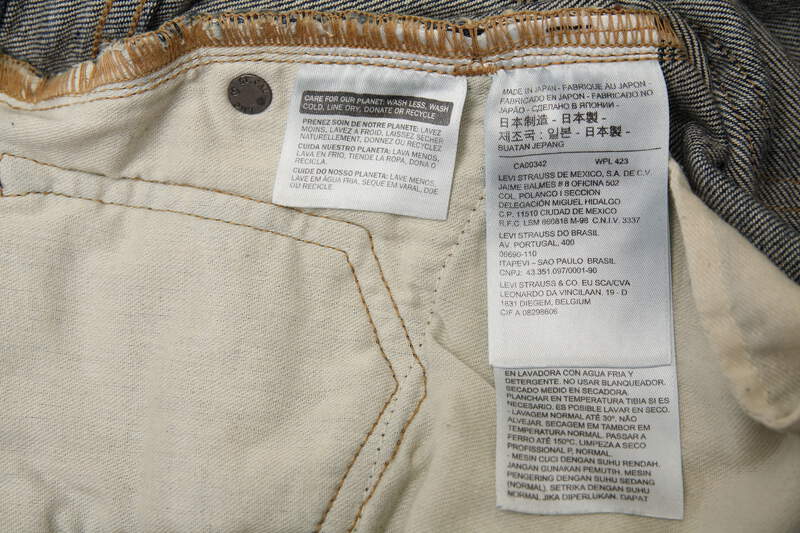 CARE FOR OUR PLANET: WASH LESS, WASH
COLD, LINE DRY, DONATE OR RECYCLE
PRENEZ SOIN DE NOTRE PLANETE: LAVEZ
MOINS, LAVEZ A FROID, LAISSEZ SECHER
NATURELLEMENT, DONNEZ OU RECYCLEZ
CUIDA NUESTRO PLANETA: LAVA MENOS,
LAVA EN FRIO, TIENDE LA ROPA, DONA O
RECICLA.
CUIDE DO NOSSO PLANETA: LAVE MENOS,
LAVE EM ÁGUA FRIA, SEQUE EM VARAL, DOE
OU RECICLE.
MADE IN JAPAN - FABRIQUE AU JAPON -
FABRICADO EN JAPON - FABRICADO NO
JAPAO - СДЕЛАНО В ЯПОНИИ -
日本制造 - 日本製 -
제조국 : 일본 - 日本製 -
BUATAN JEPANG
CA00342 WPL 423
LEVI STRAUSS DE MEXICO, S.A. DE C.V.
JAIME BALMES # 8 OFICINA 502
COL. POLANCO I SECCION
DELEGACIÓN MIGUEL HIDALGO
C.P. 11510 CIUDAD DE MEXICO
R.F.C. LSM 860818 M-98 C.N.I.V. 3337
LEVI STRAUSS DO BRASIL
AV. PORTUGAL, 400
06690-110
ITAPEVI - SAO PAULO BRASIL
CNPJ: 43.351.097/0001-90
LEVI STRAUSS & CO. EU SCA/CVA
LEONARDO DA VINCILAAN, 19 - D
1831 DIEGEM, BELGIUM
CIF A 08298606
EN LAVADORA CON AGUA FRIA Y
DETERGENTE. NO USAR BLANQUEADOR.
SECADO MEDIO EN SECADORA.
PLANCHAR EN TEMPERATURA TIBIA SI ES
NECESARIO. ES POSIBLE LAVAR EN SECO.
- LAVAGEM NORMAL ATÉ 30º. NÃO
ALVEJAR. SECAGEM EM TAMBOR EM
TEMPERATURA NORMAL. PASSAR A
FERRO ATÉ 150ºC. LIMPEZA A SECO
PROFISSIONAL P, NORMAL.
- MESIN CUCI DENGAN SUHU RENDAH.
JANGAN GUNAKAN PEMUTIH. MESIN
PENGERING DENGAN SUHU SEDANG
(NORMAL). SETRIKA DENGAN SUHU
NORMAL JIKA DIPERLUKAN. DAPAT